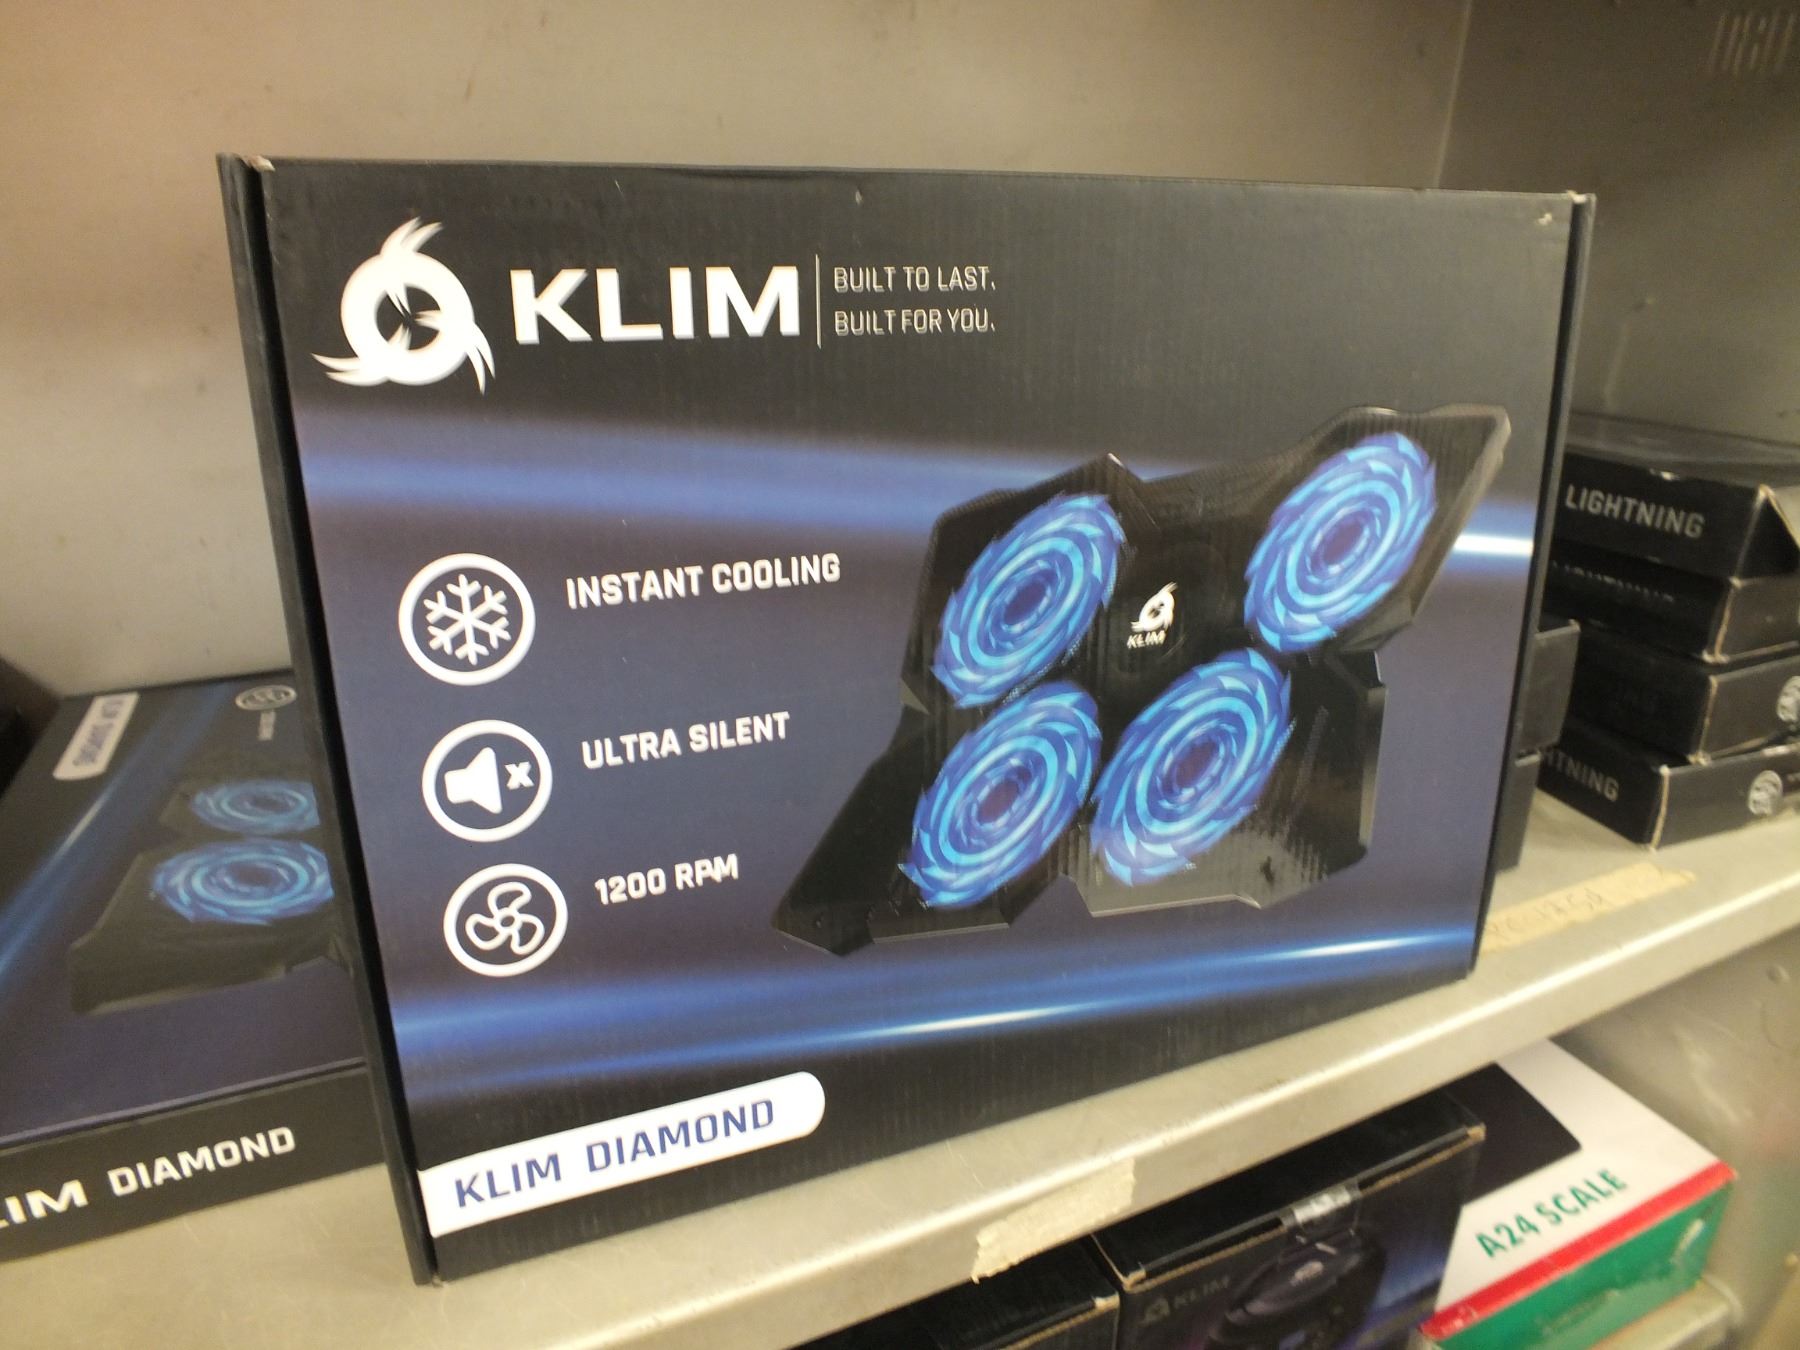 KLIM
BUILT TO LAST.
BUILT FOR YOU.
INSTANT COOLING
ULTRA SILENT
1200 RPM
KLIM
KLIM DIAMOND
DIAMOND
LIGHTNING
A24 SCALE
KLIM